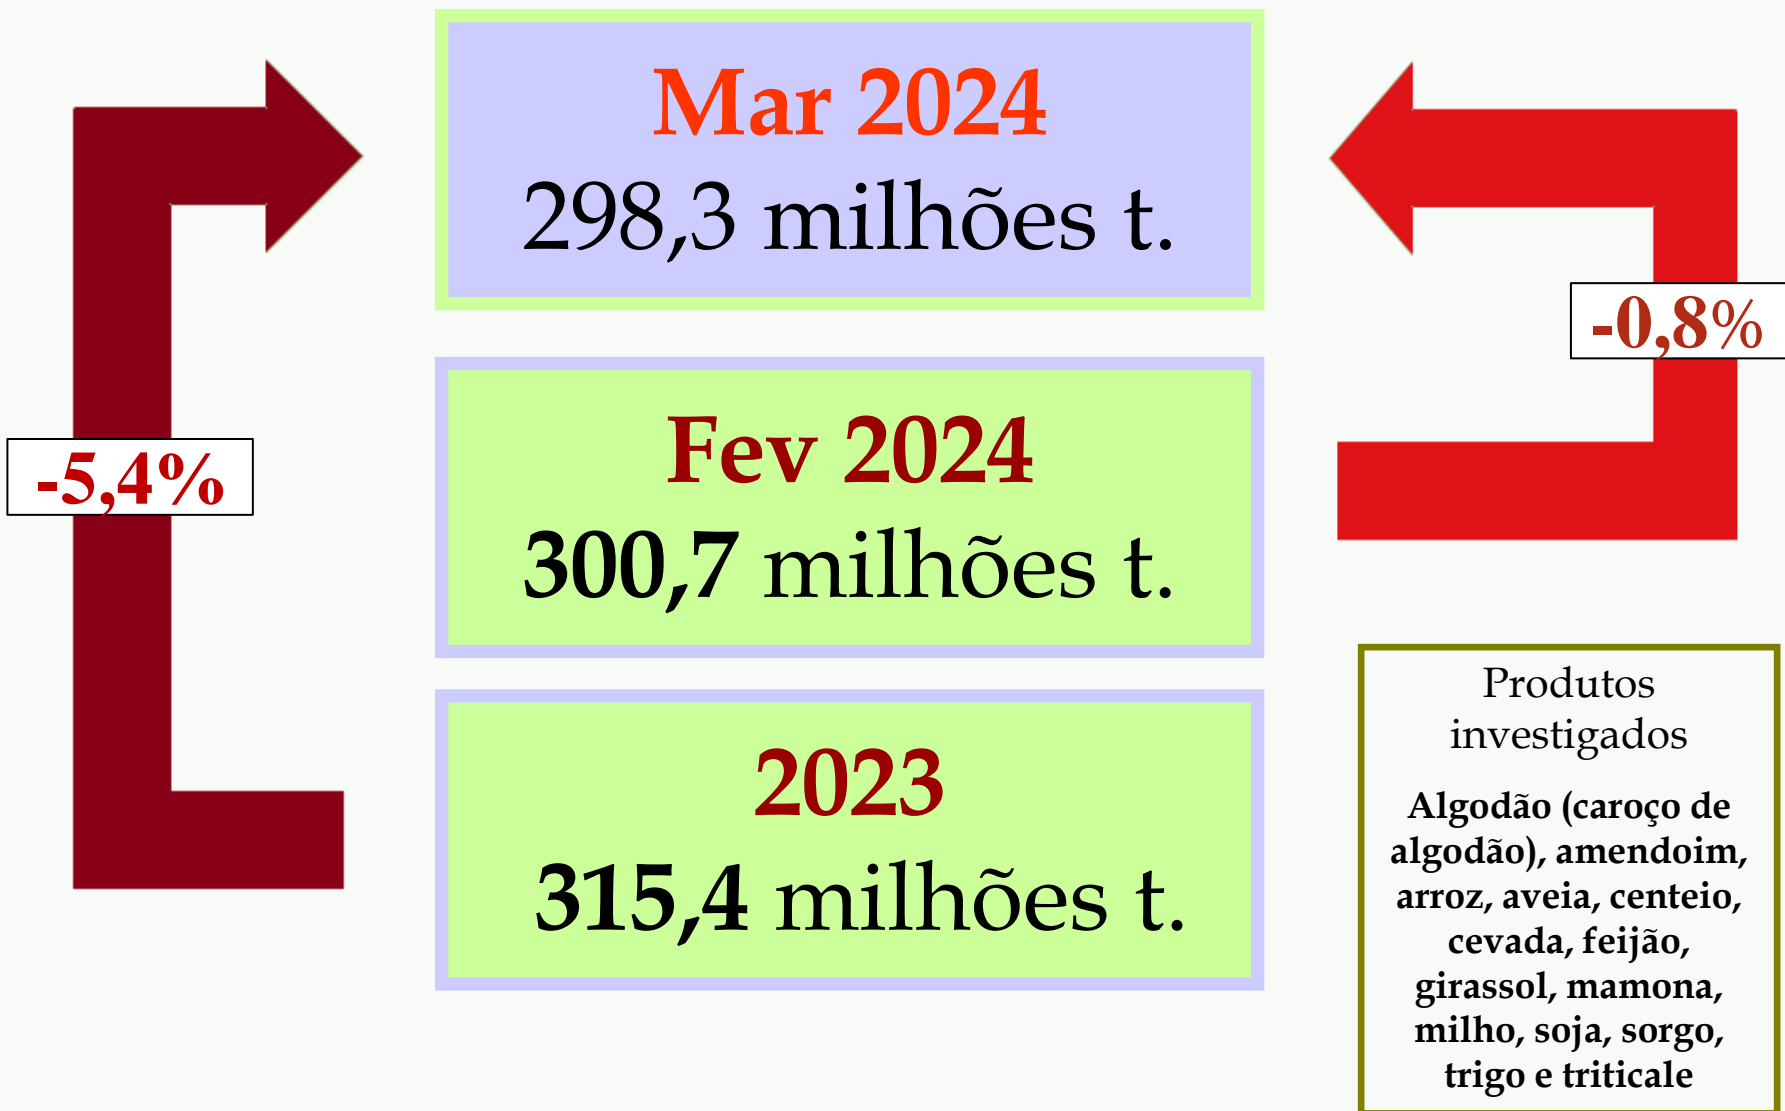 Mar 2024
298,3 milhões t.
-0,8%
Fev 2024
300,7 milhões t.
-5,4%
2023
315,4 milhões t.
Produtos
investigados
Algodão (caroço de
algodão), amendoim,
arroz, aveia, centeio,
cevada, feijão,
girassol, mamona,
milho, soja, sorgo,
trigo e triticale